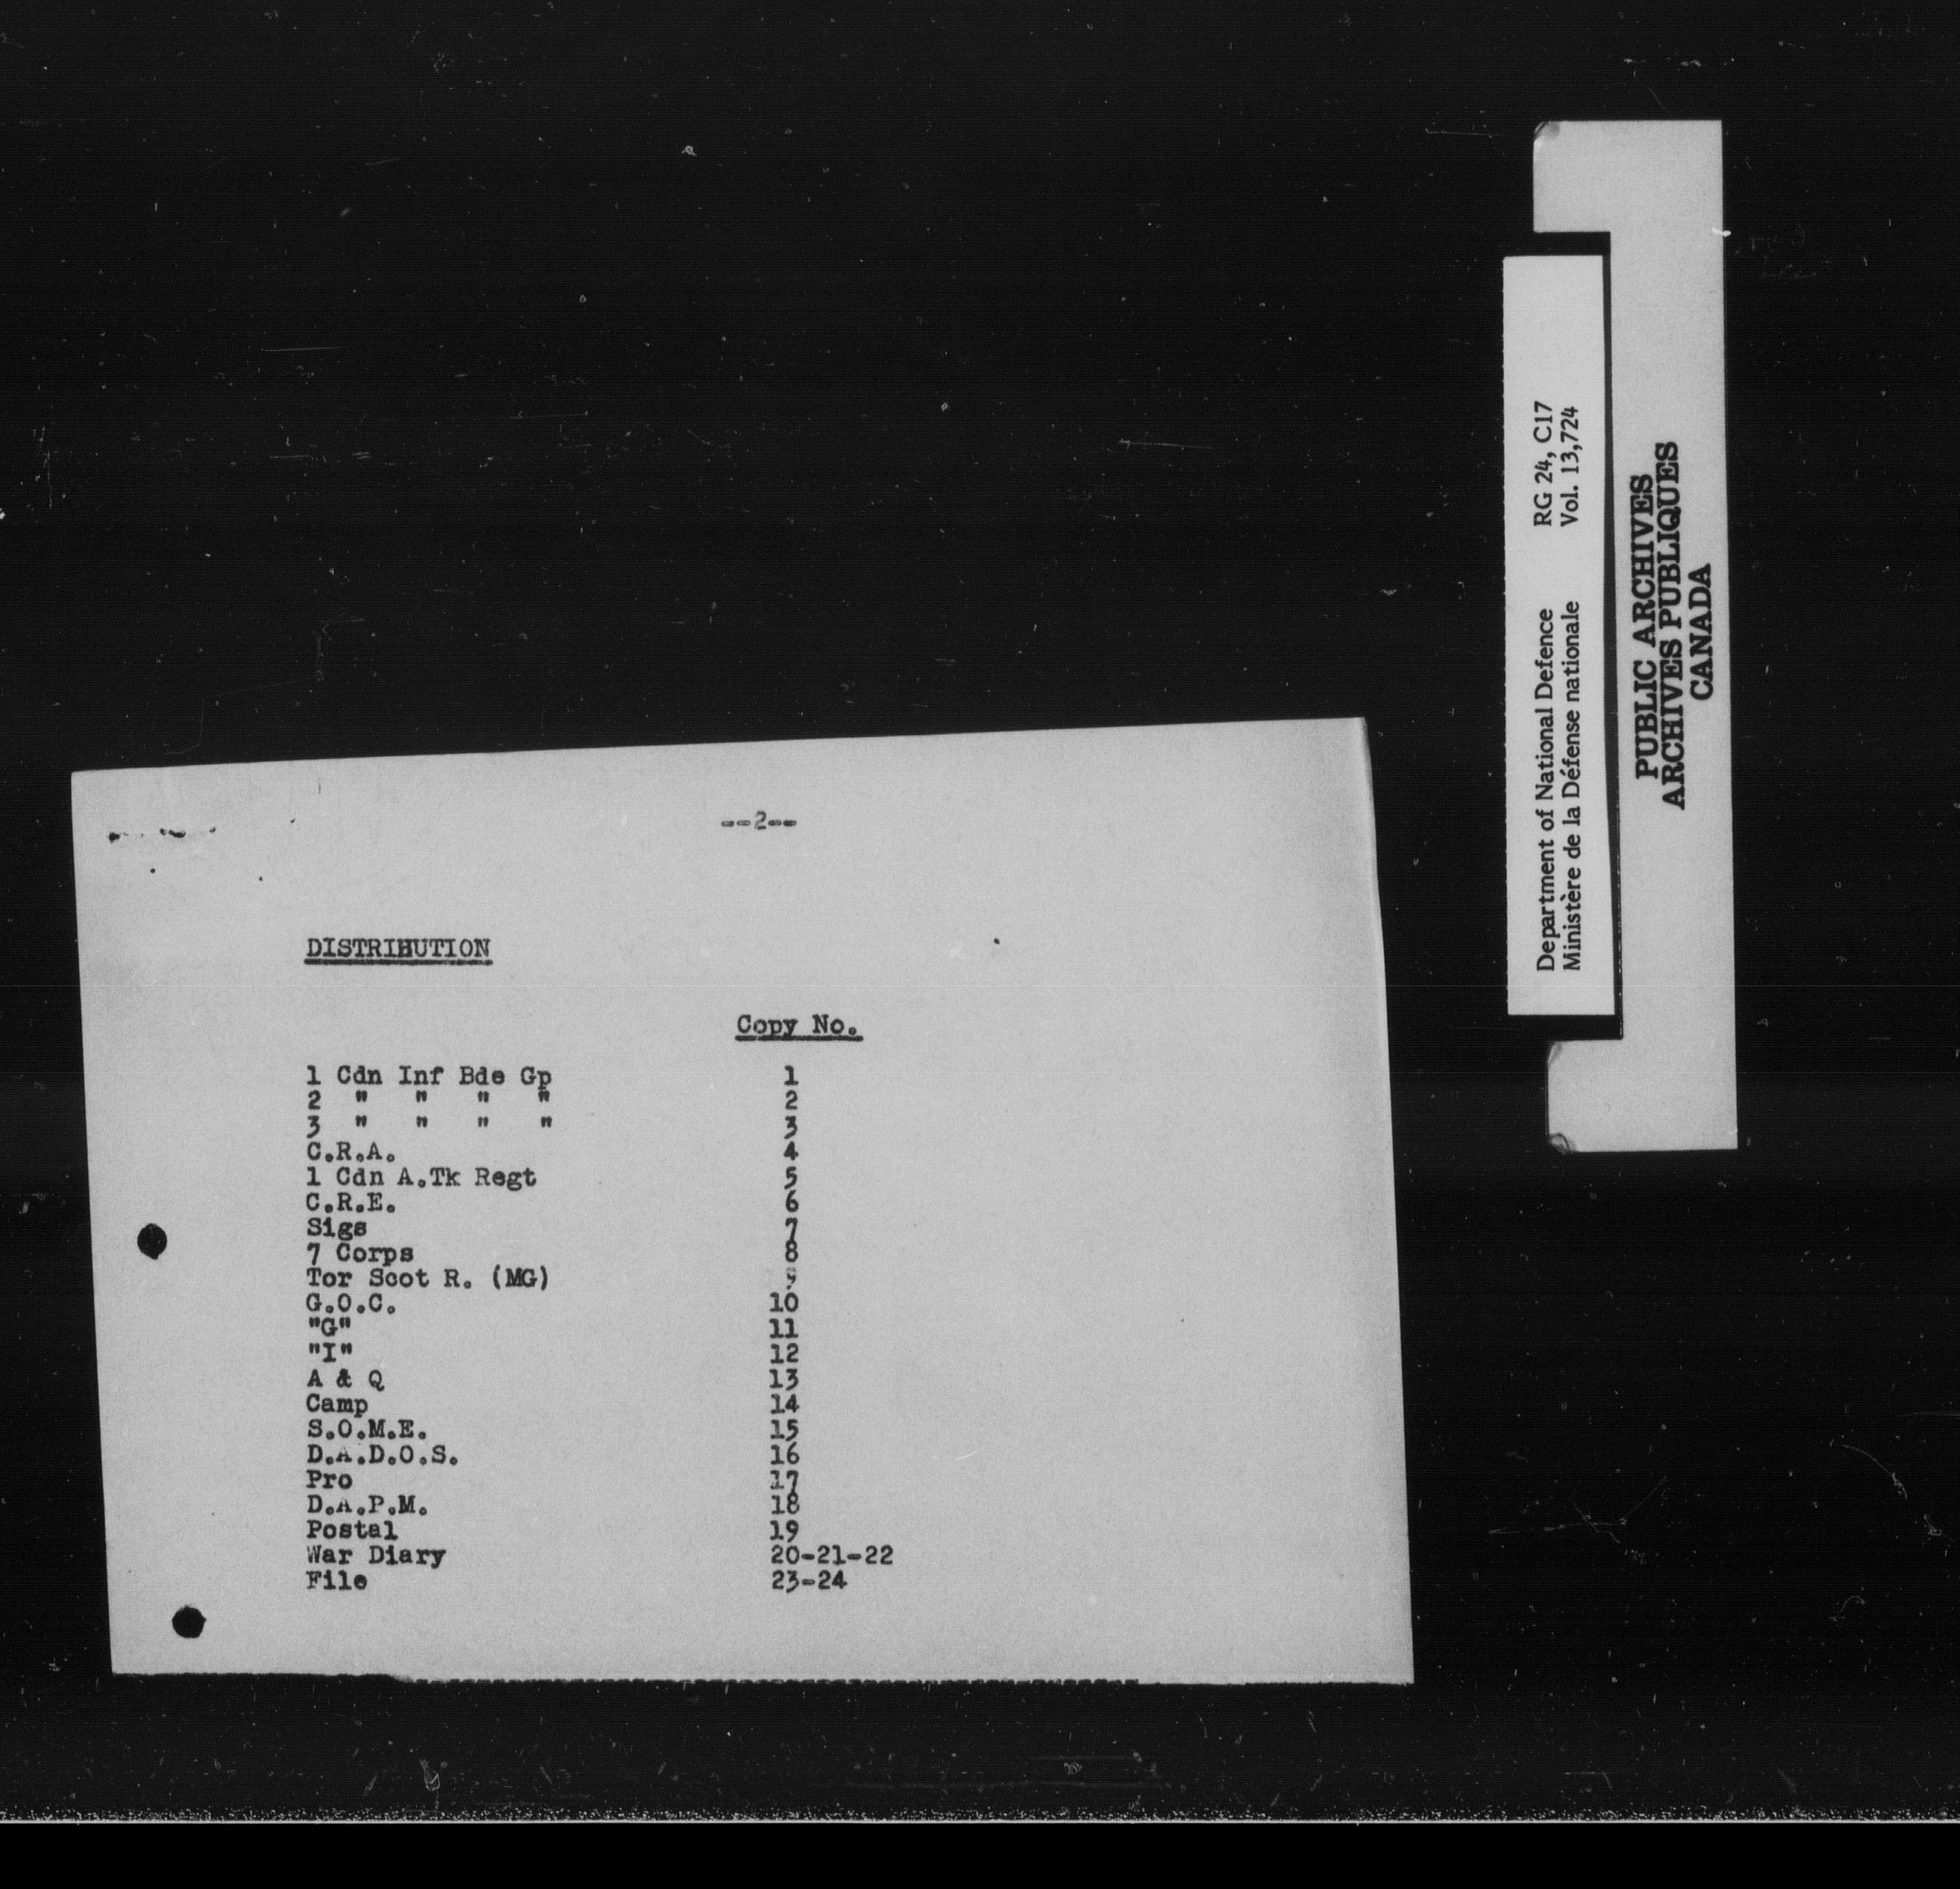 --2--
DISTRIBUTION
Copy No.
1 Cdn Inf Bde Gp 1
2 " " " " 2
3 " " " " 3
C.R.A. 4
1 Cdn A.Tk Regt 5
C.R.E. 6
Sigs 7
7 Corps 8
Tor Scot R. (MG) 9
G.O.C. 10
"G" 11
"I" 12
A & Q 13
Camp 14
S.O.M.E. 15
D.A.D.O.S. 16
Pro 17
D.A.P.M. 18
Postal 19
War Diary 20-21-22
File 23-24
Department of National Defence RG 24, C17
Ministère de la Défense nationale Vol. 13,724
PUBLIC ARCHIVES
ARCHIVES PUBLIQUES
CANADA